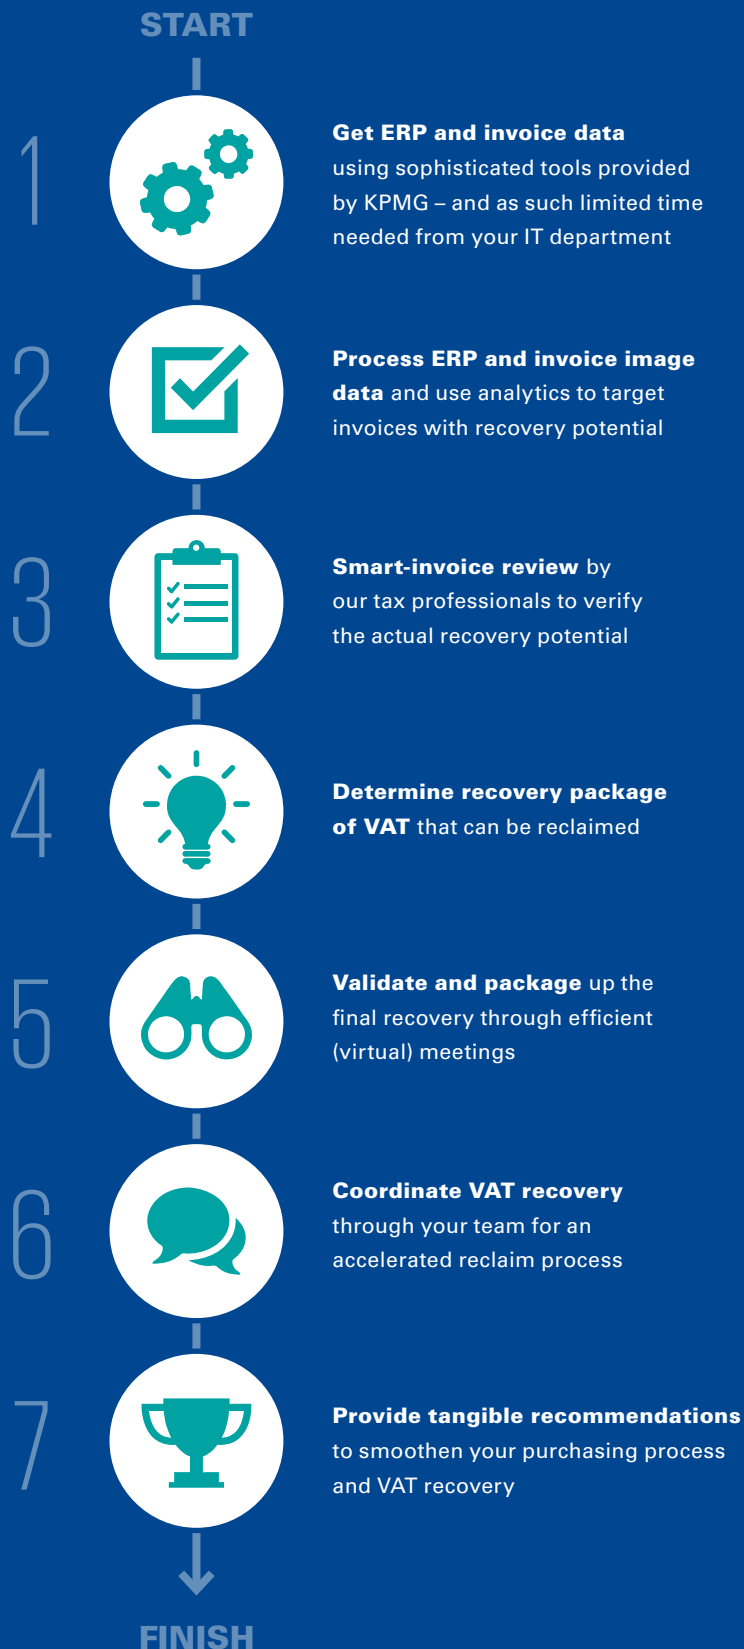 START
1
Get ERP and invoice data
using sophisticated tools provided
by KPMG – and as such limited time
needed from your IT department
2
Process ERP and invoice image
data and use analytics to target
invoices with recovery potential
3
Smart-invoice review by
our tax professionals to verify
the actual recovery potential
4
Determine recovery package
of VAT that can be reclaimed
5
Validate and package up the
final recovery through efficient
(virtual) meetings
6
Coordinate VAT recovery
through your team for an
accelerated reclaim process
7
Provide tangible recommendations
to smoothen your purchasing process
and VAT recovery
FINISH